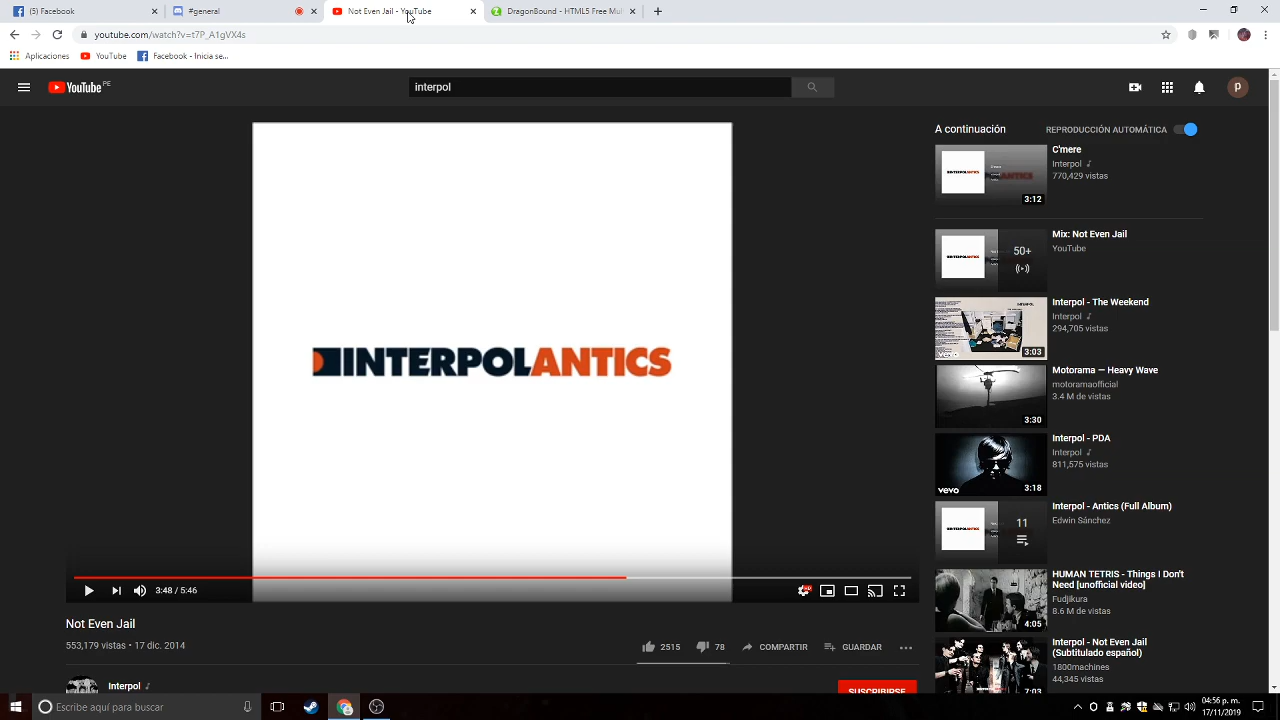 (5) Facebook
#general
Not Even Jail - YouTube
DragonBound - HTML5 Free Mul
youtube.com/watch?v=t7P_A1gVX4s
Aplicaciones
YouTube
Facebook - Inicia se...
YouTube PE
interpol
p
INTERPOLANTICS
3:48 / 5:46
HD
Not Even Jail
553,179 vistas • 17 dic. 2014
2515
78
COMPARTIR
GUARDAR
Interpol
SUSCRIBIRSE
A continuación
REPRODUCCIÓN AUTOMÁTICA
C'mere
Interpol
770,429 vistas
3:12
Mix: Not Even Jail
YouTube
50+
Interpol - The Weekend
Interpol
294,705 vistas
3:03
Motorama — Heavy Wave
motoramaofficial
3.4 M de vistas
3:30
Interpol - PDA
Interpol
811,575 vistas
vevo
3:18
Interpol - Antics (Full Album)
Edwin Sánchez
11
HUMAN TETRIS - Things I Don't
Need [unofficial video]
Fudjikura
8.6 M de vistas
4:05
Interpol - Not Even Jail
(Subtitulado español)
1800machines
44,345 vistas
7:03
Escribe aquí para buscar
04:56 p. m.
17/11/2019